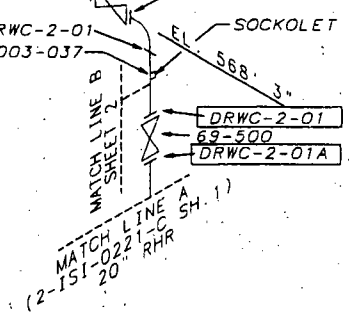 RWC-2-01
003-037
SOCKOLET
EL. 568' 3"
DRWC-2-01
69-500
DRWC-2-01A
MATCH LINE B
SHEET 2
MATCH LINE A
(2-ISI-0221-C SH.1)
20" RHR